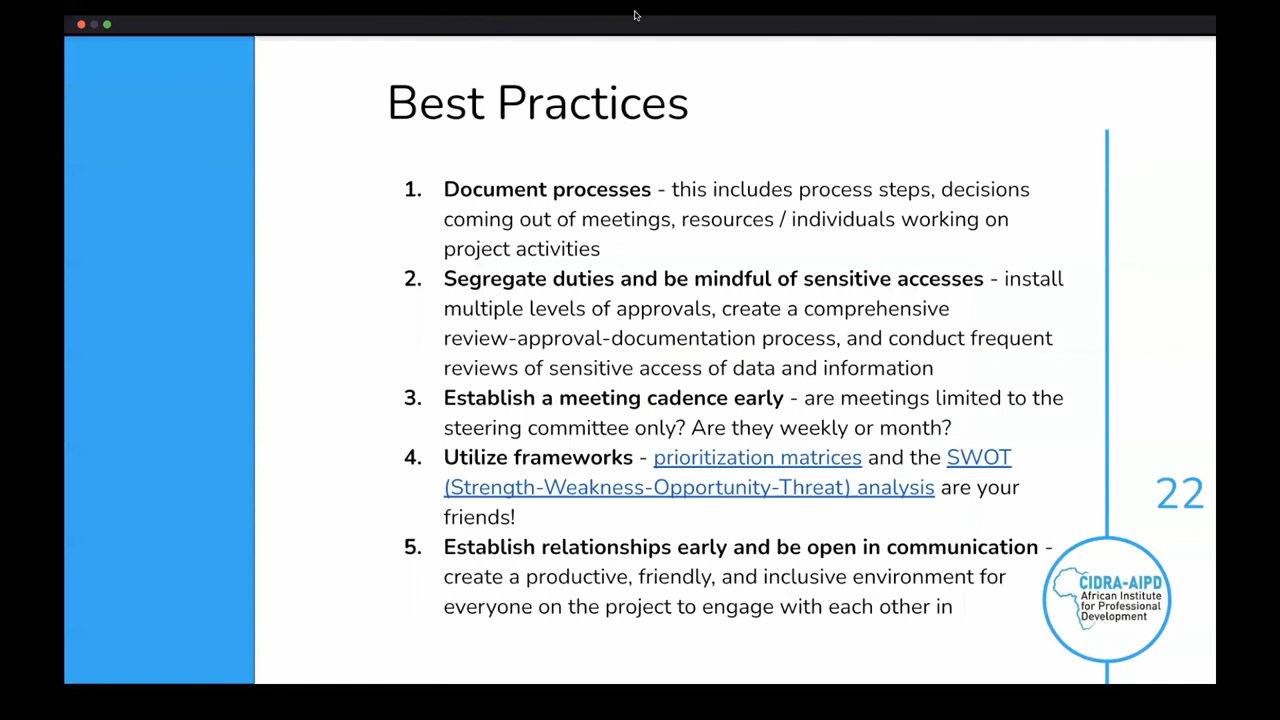 Best Practices
1. Document processes - this includes process steps, decisions
coming out of meetings, resources / individuals working on
project activities
2. Segregate duties and be mindful of sensitive accesses - install
multiple levels of approvals, create a comprehensive
review-approval-documentation process, and conduct frequent
reviews of sensitive access of data and information
3. Establish a meeting cadence early - are meetings limited to the
steering committee only? Are they weekly or month?
4. Utilize frameworks - prioritization matrices and the SWOT
(Strength-Weakness-Opportunity-Threat) analysis are your
friends!
5. Establish relationships early and be open in communication -
create a productive, friendly, and inclusive environment for
everyone on the project to engage with each other in
22
CIDRA-AIPD
African Institute
for Professional
Development